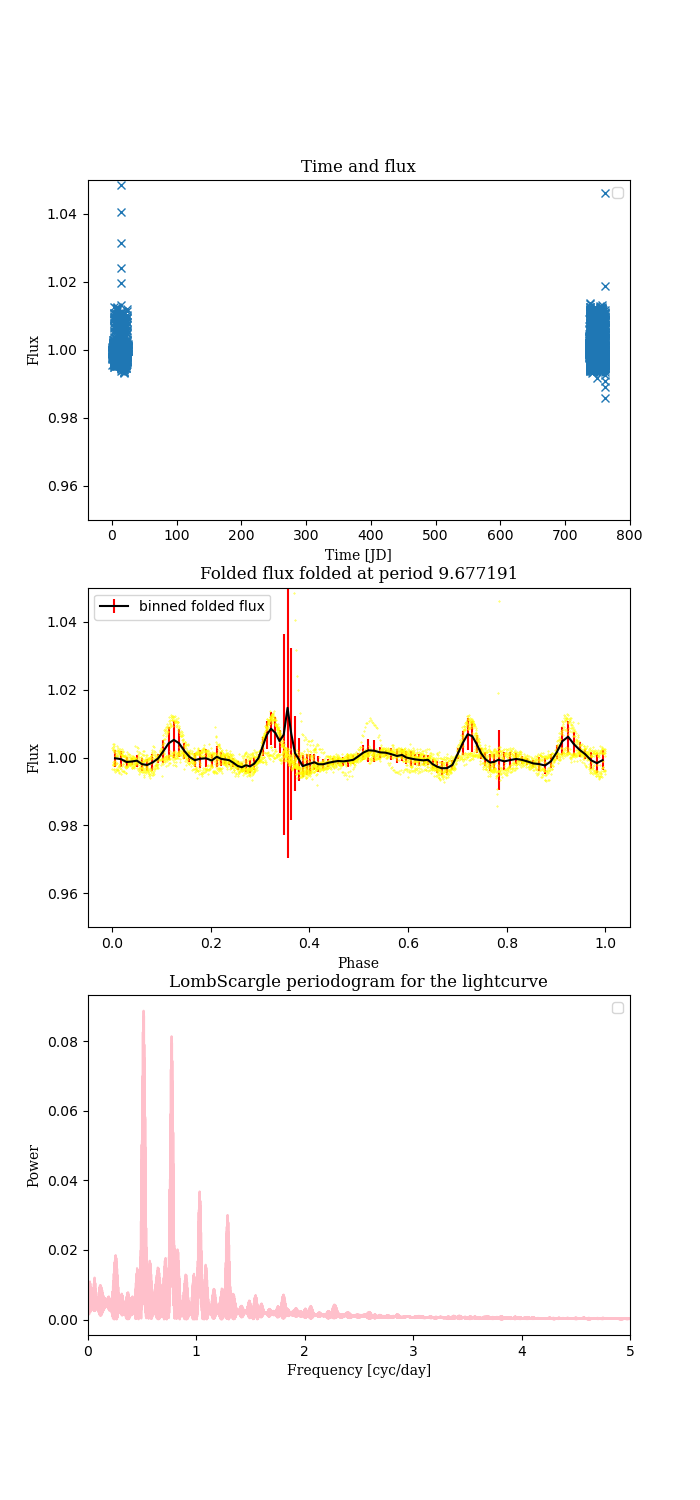 Time and flux
1.04
1.02
1.00
0.98
0.96
Flux
0 100 200 300 400 500 600 700 800
Time [JD]
Folded flux folded at period 9.677191
binned folded flux
1.04
1.02
1.00
0.98
0.96
Flux
0.0 0.2 0.4 0.6 0.8 1.0
Phase
LombScargle periodogram for the lightcurve
0.08
0.06
0.04
0.02
0.00
Power
0 1 2 3 4 5
Frequency [cyc/day]